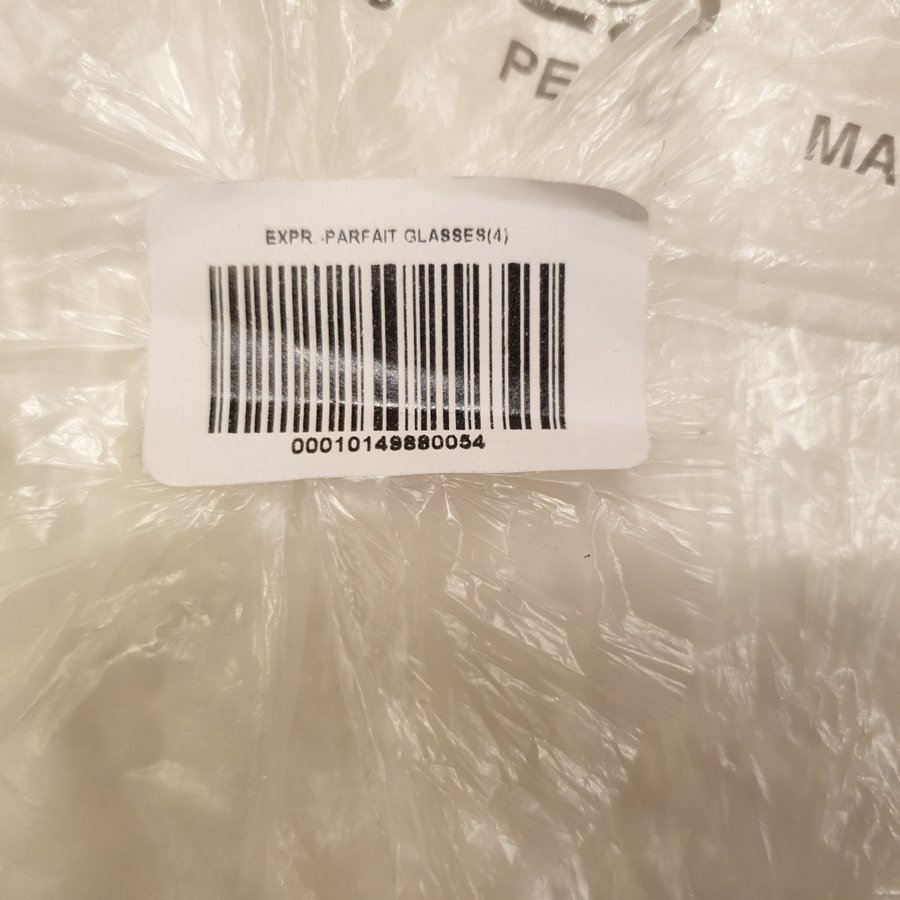 PE
MA
EXPR. PARFAIT GLASSES(4)
00010149880054